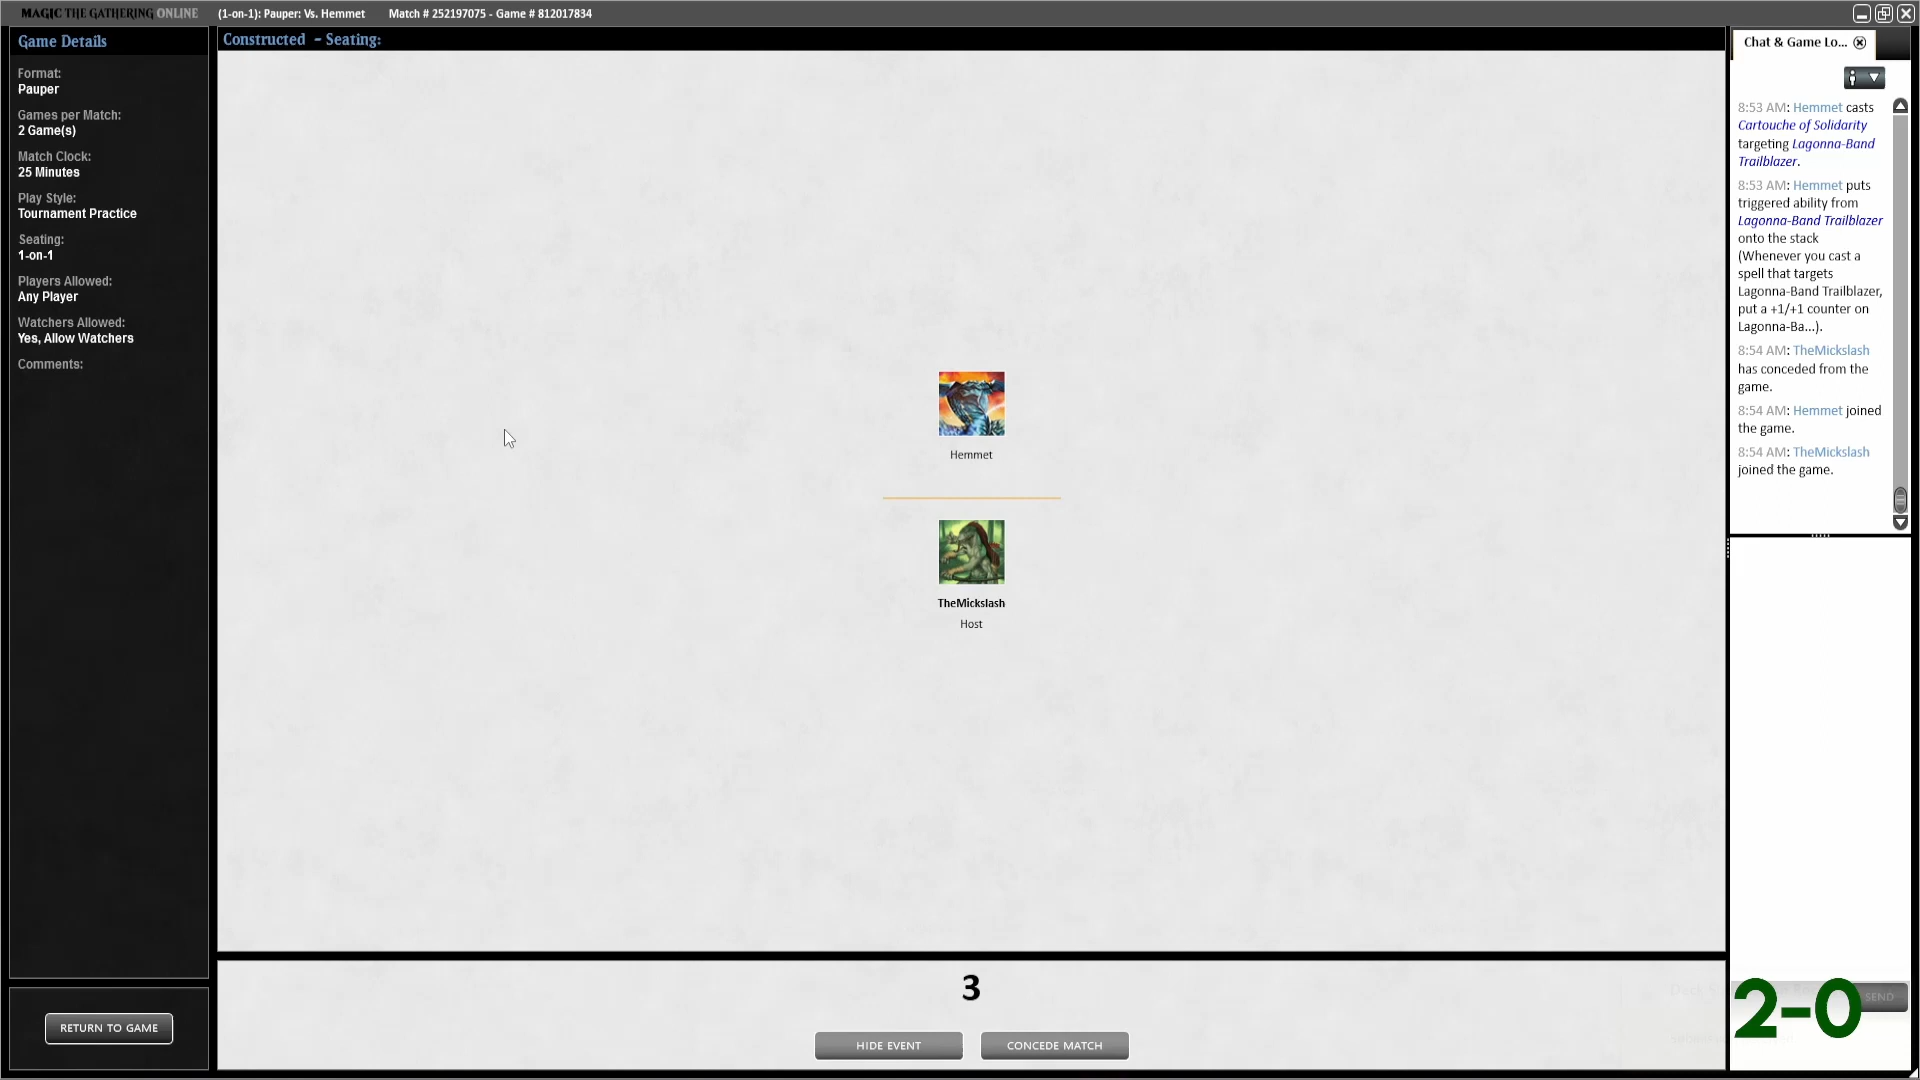 MAGIC THE GATHERING ONLINE
(1-on-1): Pauper: Vs. Hemmet Match # 252197075 - Game # 812017834
Game Details
Format:
Pauper
Games per Match:
2 Game(s)
Match Clock:
25 Minutes
Play Style:
Tournament Practice
Seating:
1-on-1
Players Allowed:
Any Player
Watchers Allowed:
Yes, Allow Watchers
Comments:
RETURN TO GAME
Constructed - Seating:
Hemmet
TheMickslash
Host
3
HIDE EVENT
CONCEDE MATCH
Chat & Game Lo...
8:53 AM: Hemmet casts
Cartouche of Solidarity
targeting Lagonna-Band
Trailblazer.
8:53 AM: Hemmet puts
triggered ability from
Lagonna-Band Trailblazer
onto the stack
(Whenever you cast a
spell that targets
Lagonna-Band Trailblazer,
put a +1/+1 counter on
Lagonna-Ba...).
8:54 AM: TheMickslash
has conceded from the
game.
8:54 AM: Hemmet joined
the game.
8:54 AM: TheMickslash
joined the game.
SEND
2-0